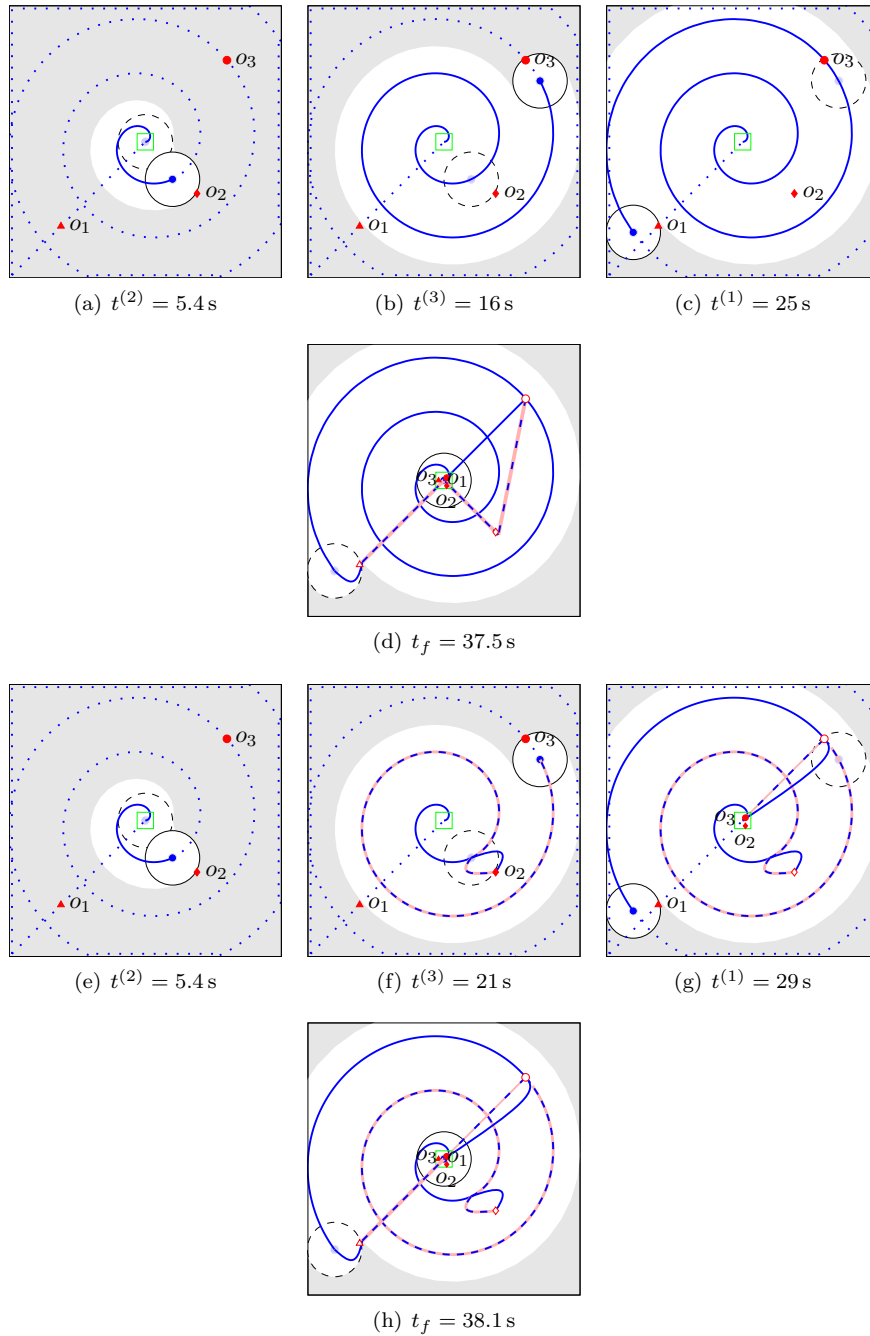 o₃
o₂
o₁
(a) t⁽²⁾ = 5.4 s
o₃
o₂
o₁
(b) t⁽³⁾ = 16 s
o₃
o₂
o₁
(c) t⁽¹⁾ = 25 s
o₃ o₁
o₂
(d) t_f = 37.5 s
o₃
o₂
o₁
(e) t⁽²⁾ = 5.4 s
o₃
o₂
o₁
(f) t⁽³⁾ = 21 s
o₃
o₂
o₁
(g) t⁽¹⁾ = 29 s
o₃ o₁
o₂
(h) t_f = 38.1 s